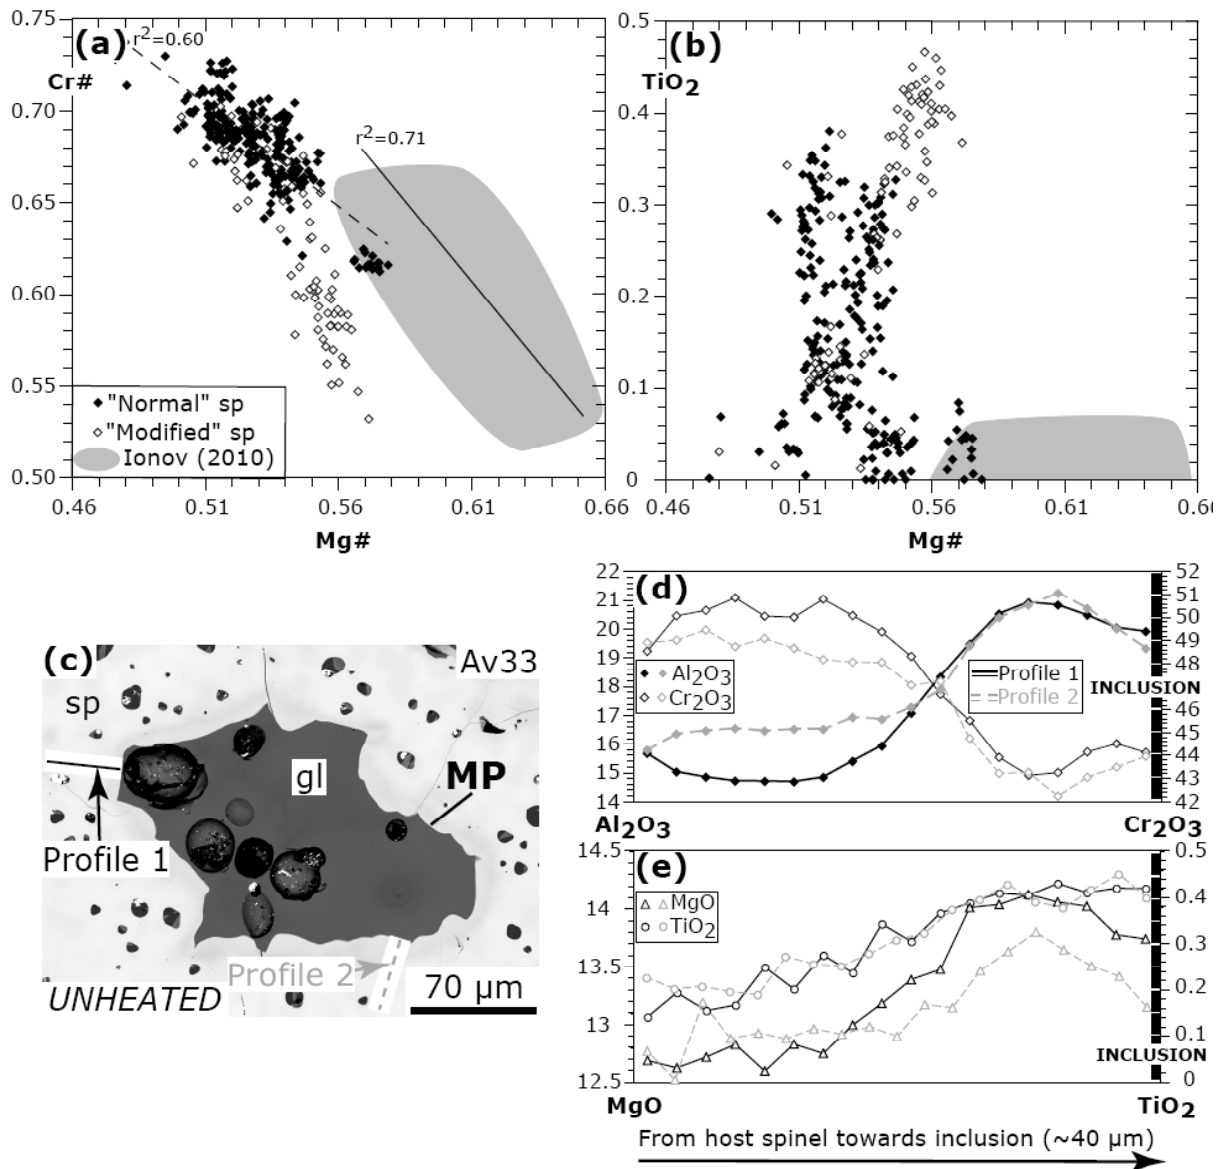 (a)
r²=0.60
Cr#
r²=0.71
0.75
0.70
0.65
0.60
0.55
0.50
0.46
0.51
0.56
0.61
0.66
Mg#
"Normal" sp
"Modified" sp
Ionov (2010)
(b)
TiO₂
0.5
0.4
0.3
0.2
0.1
0
0.46
0.51
0.56
0.61
0.66
Mg#
(c)
Av33
sp
gl
MP
Profile 1
Profile 2
UNHEATED
70 µm
(d)
22
21
20
19
18
17
16
15
14
Al₂O₃
Cr₂O₃
Profile 1
Profile 2
52
51
50
49
48
INCLUSION
46
45
44
43
42
Al₂O₃
Cr₂O₃
(e)
14.5
14
13.5
13
12.5
MgO
TiO₂
0.5
0.4
0.3
0.2
0.1
INCLUSION
0
MgO
TiO₂
From host spinel towards inclusion (~40 µm)